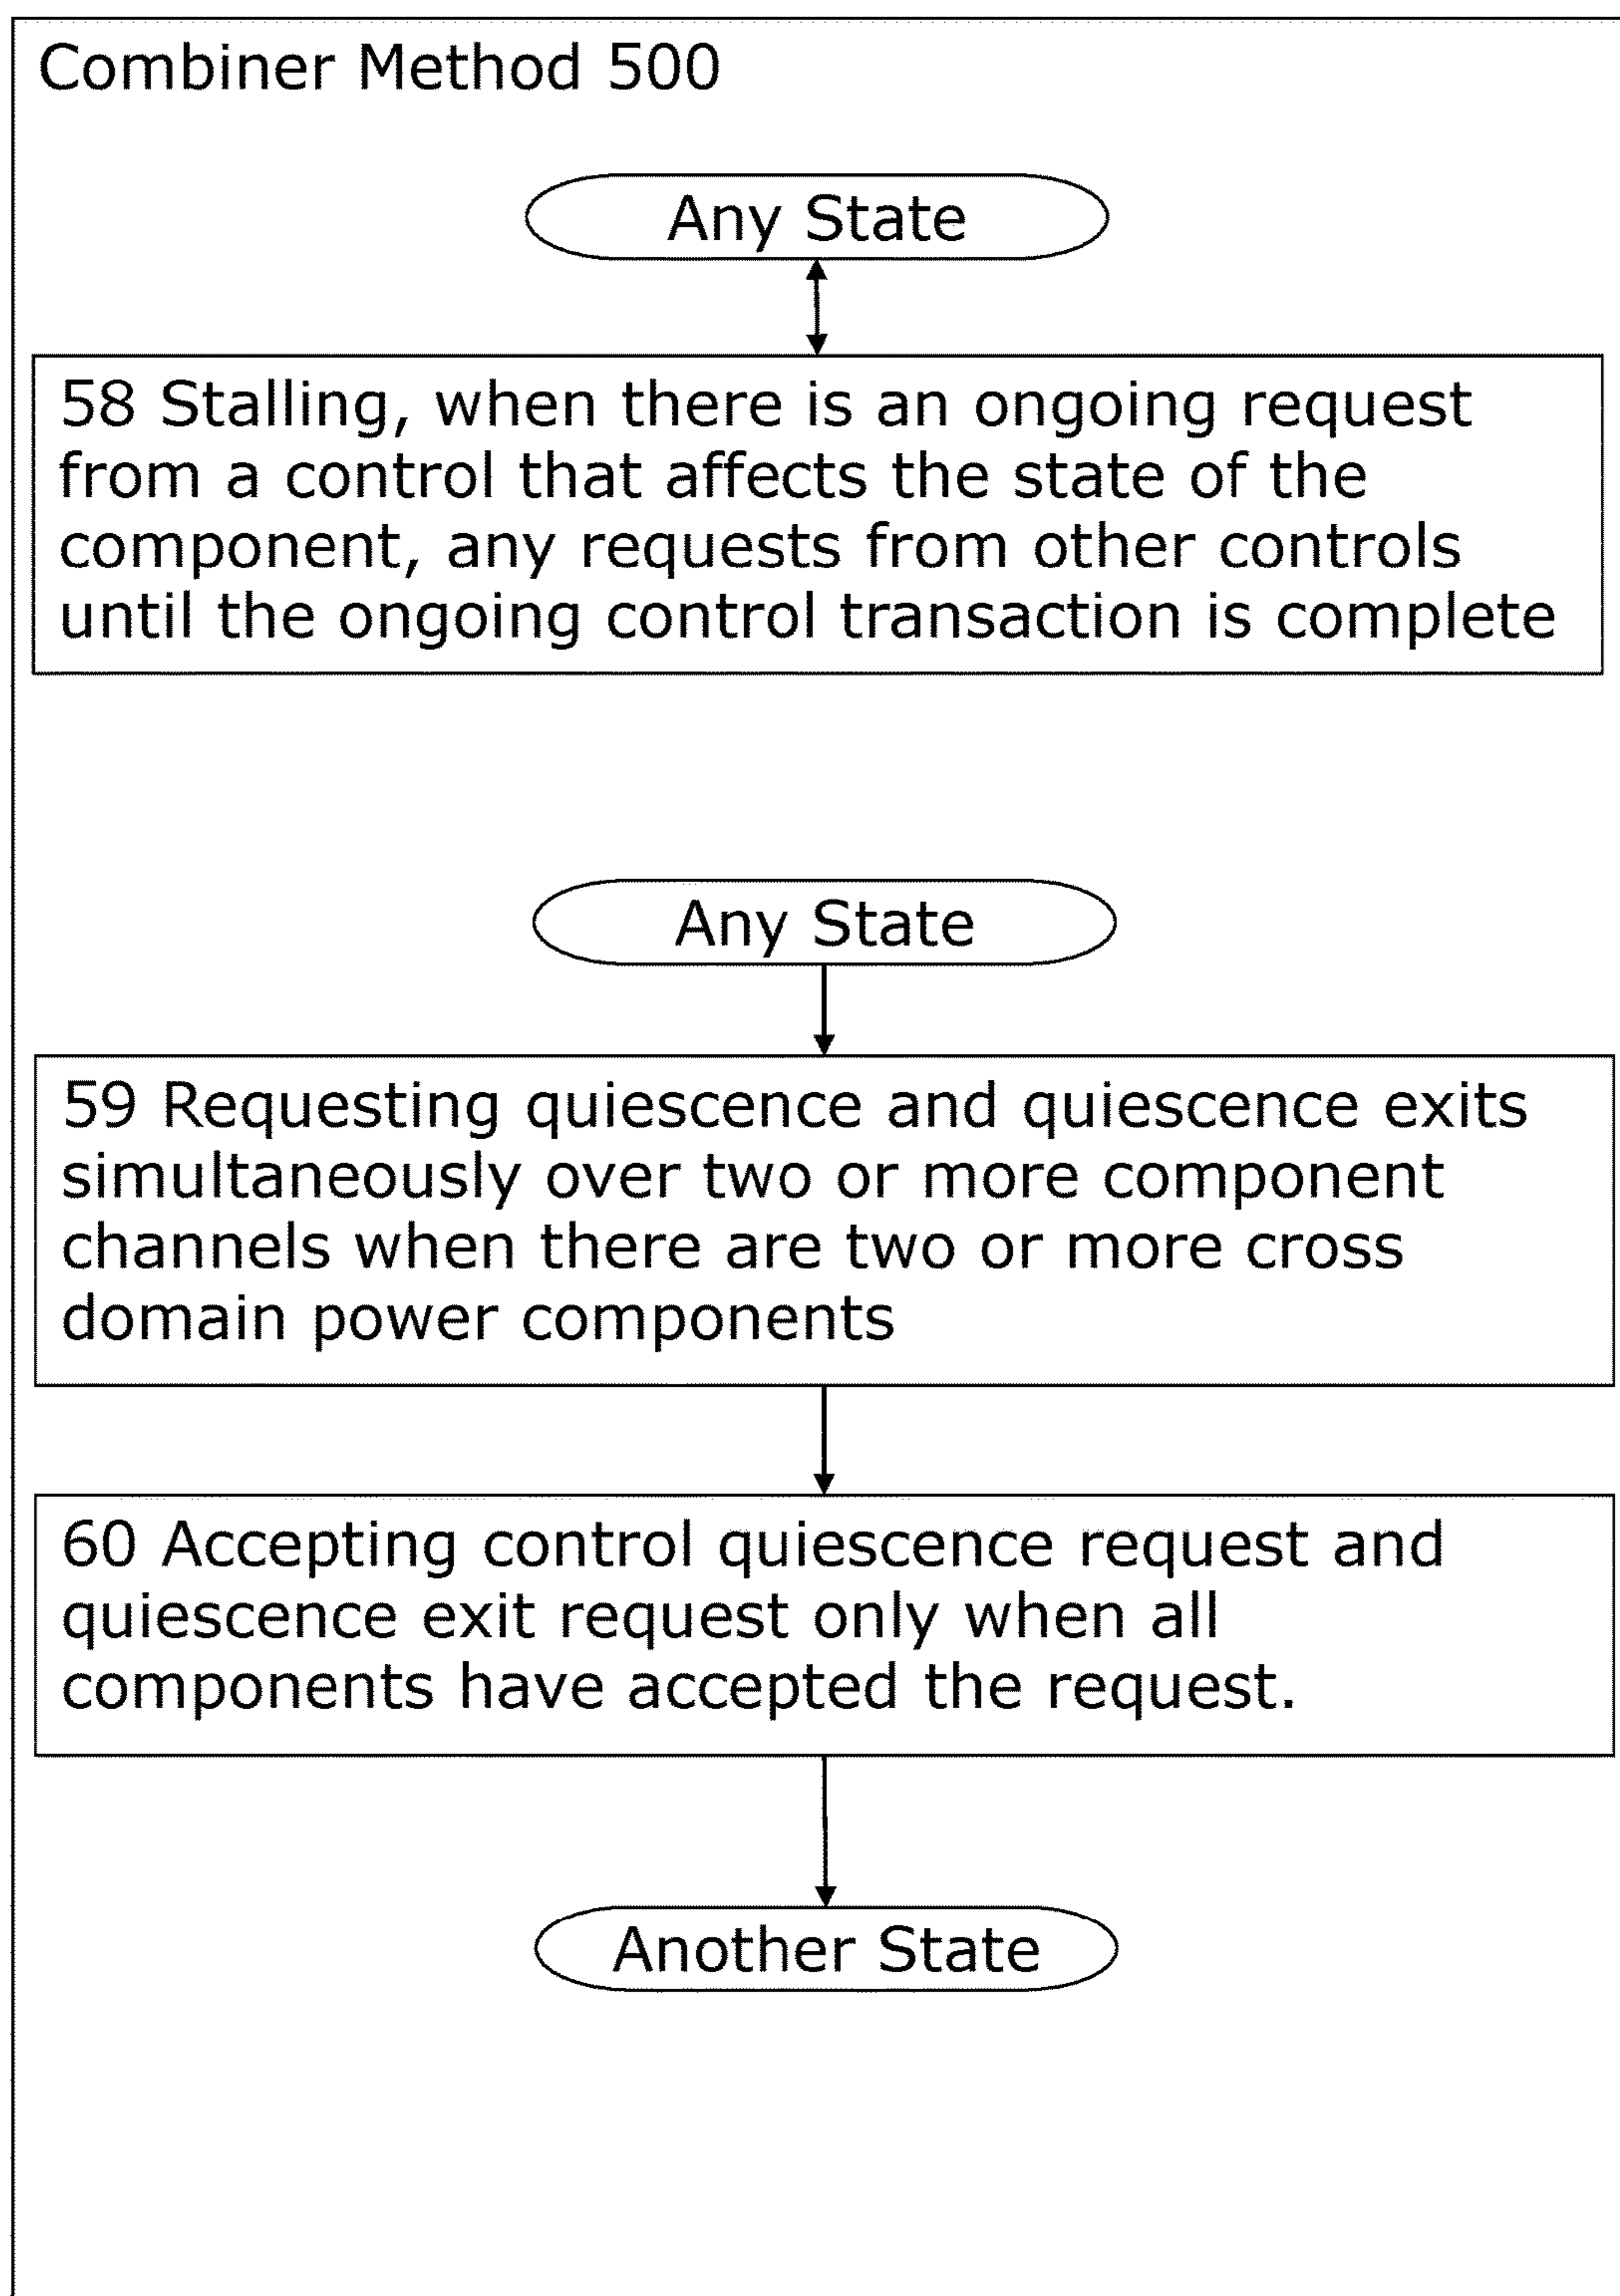 Combiner Method 500
Any State
58 Stalling, when there is an ongoing request
from a control that affects the state of the
component, any requests from other controls
until the ongoing control transaction is complete
Any State
59 Requesting quiescence and quiescence exits
simultaneously over two or more component
channels when there are two or more cross
domain power components
60 Accepting control quiescence request and
quiescence exit request only when all
components have accepted the request.
Another State